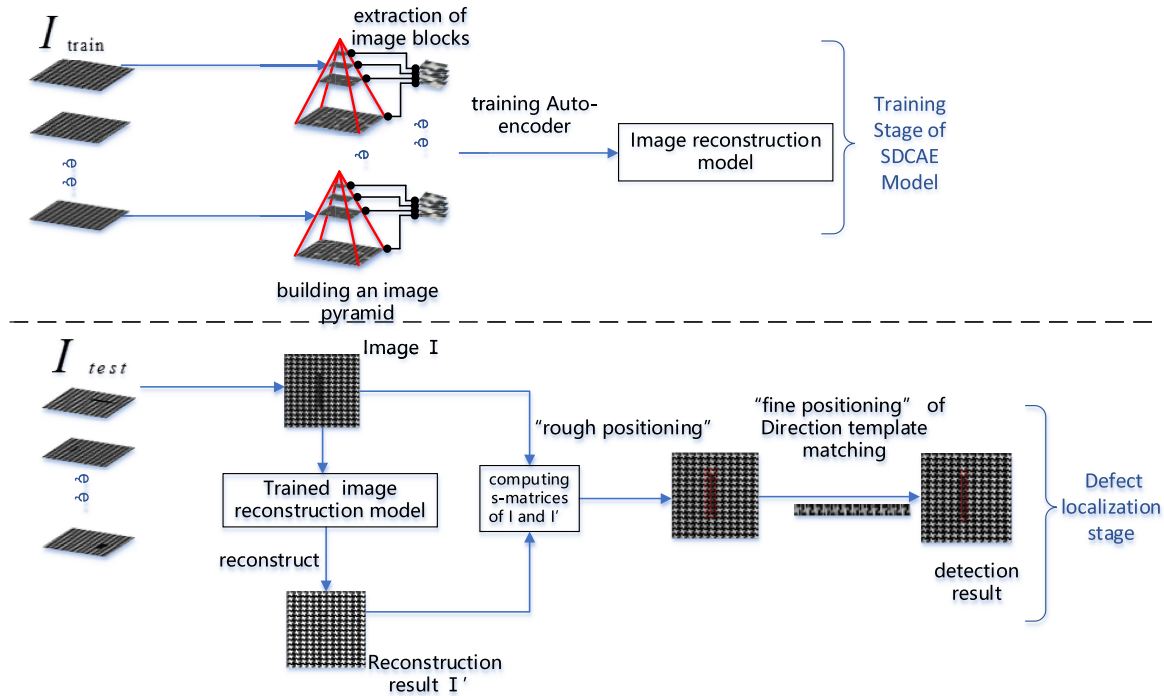 I train
extraction of
image blocks
training Auto-
encoder
Image reconstruction
model
Training
Stage of
SDCAE
Model
building an image
pyramid
I test
Image I
“rough positioning”
“fine positioning” of
Direction template
matching
Trained image
reconstruction model
computing
s-matrices
of I and I’
reconstruct
Defect
localization
stage
detection
result
Reconstruction
result I’